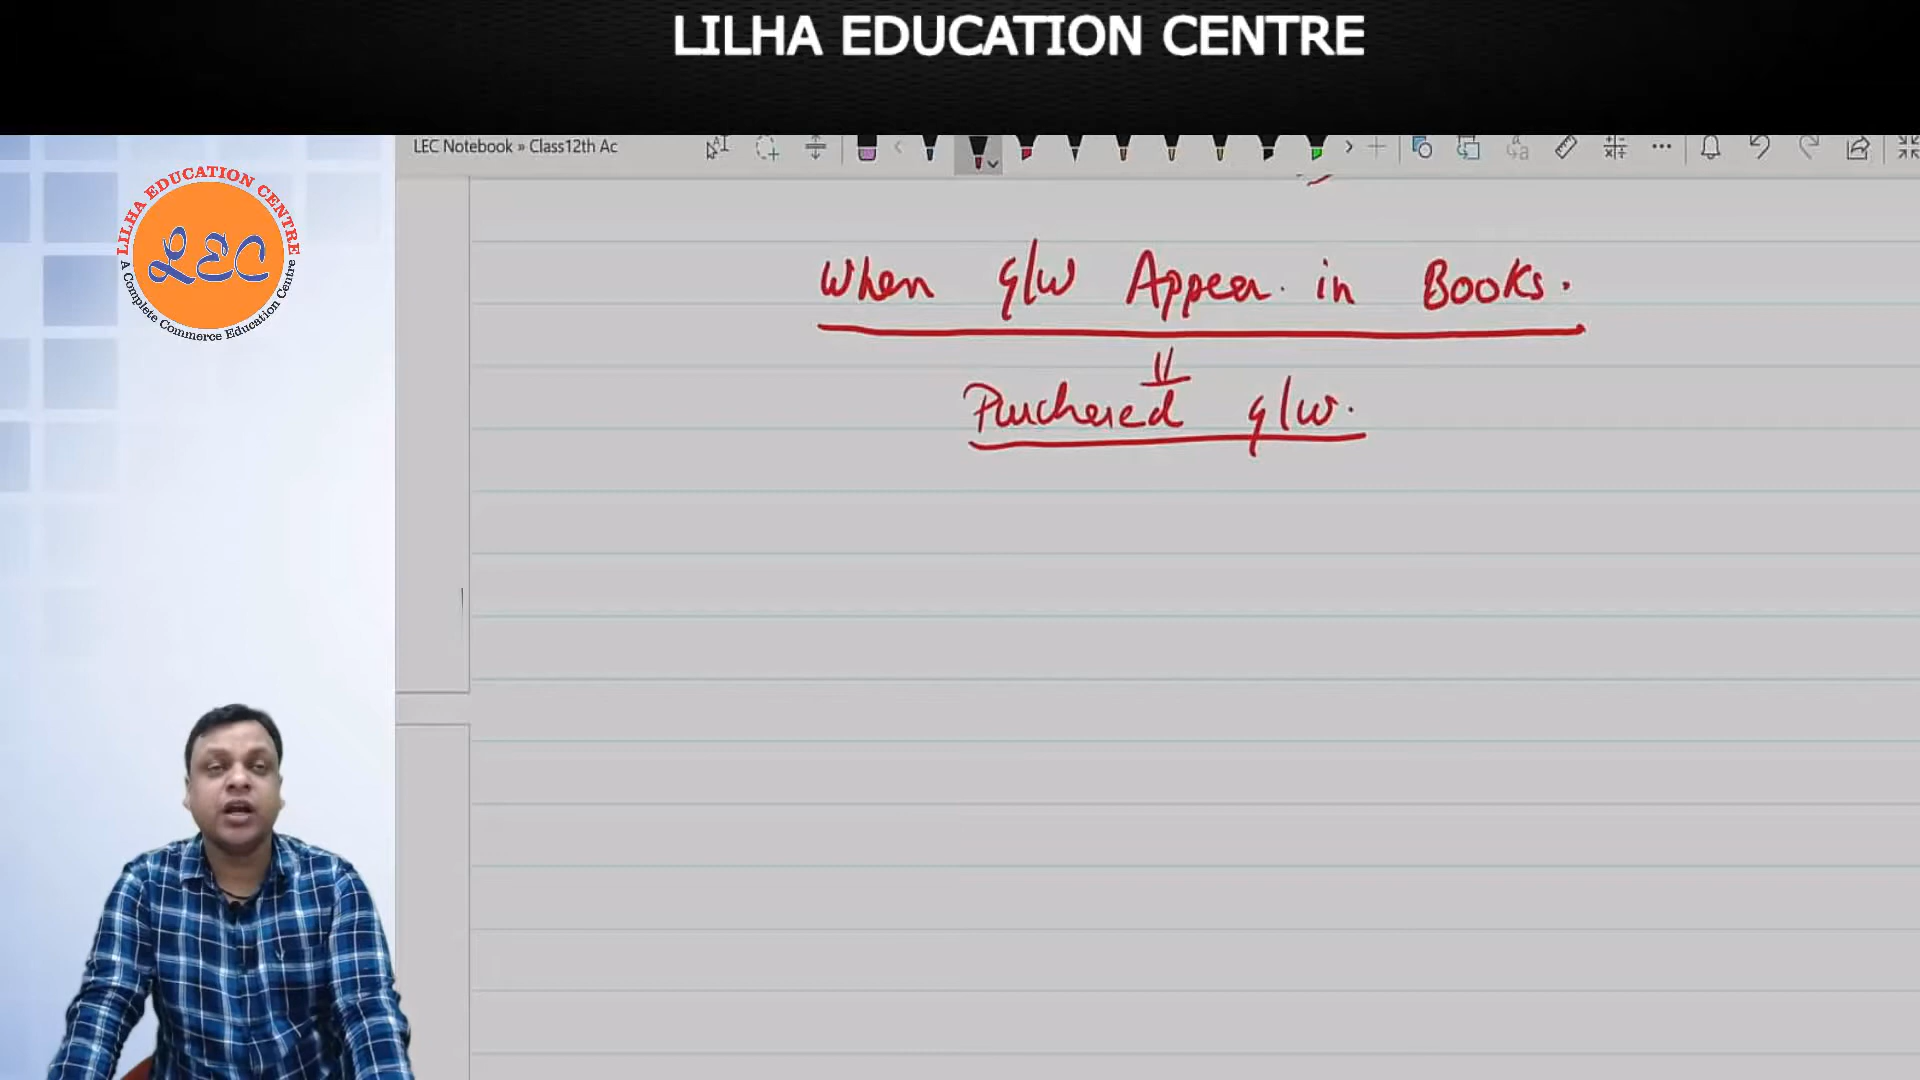 LILHA EDUCATION CENTRE
LEC Notebook » Class12th Ac
LILHA EDUCATION CENTRE
LEC
A Complete Commerce Education Centre
When g/w Appear. in Books.
Purchased g/w.